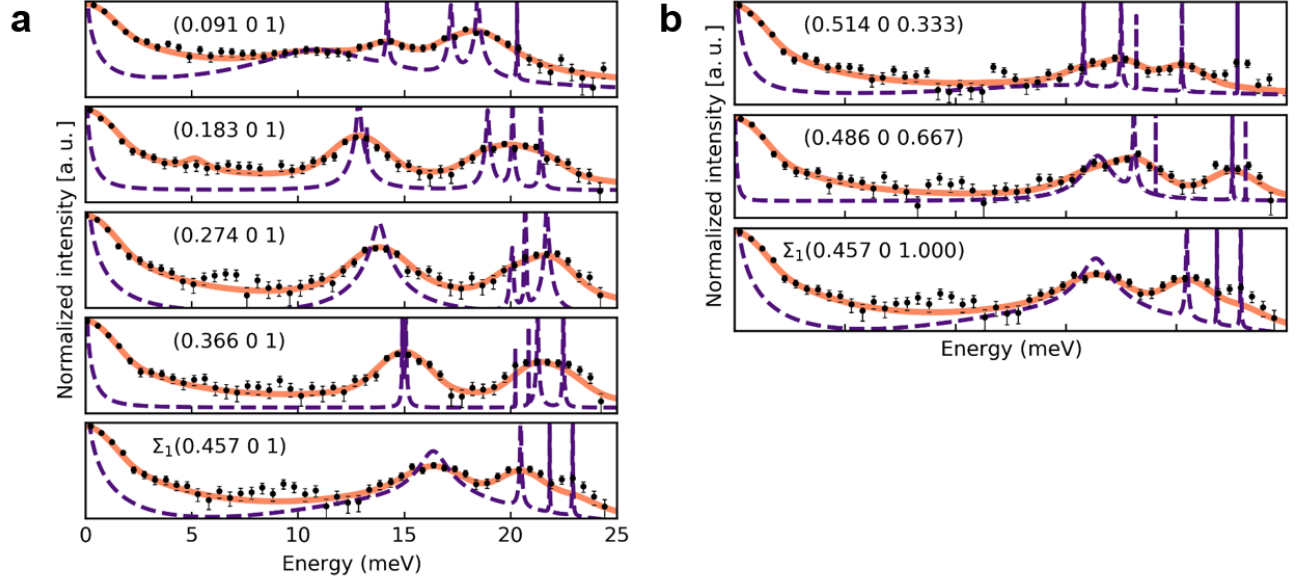 a
(0.091 0 1)
(0.183 0 1)
(0.274 0 1)
(0.366 0 1)
Σ₁(0.457 0 1)
Normalized intensity [a. u.]
0 5 10 15 20 25
Energy (meV)
b
(0.514 0 0.333)
(0.486 0 0.667)
Σ₁(0.457 0 1.000)
Normalized intensity [a. u.]
Energy (meV)